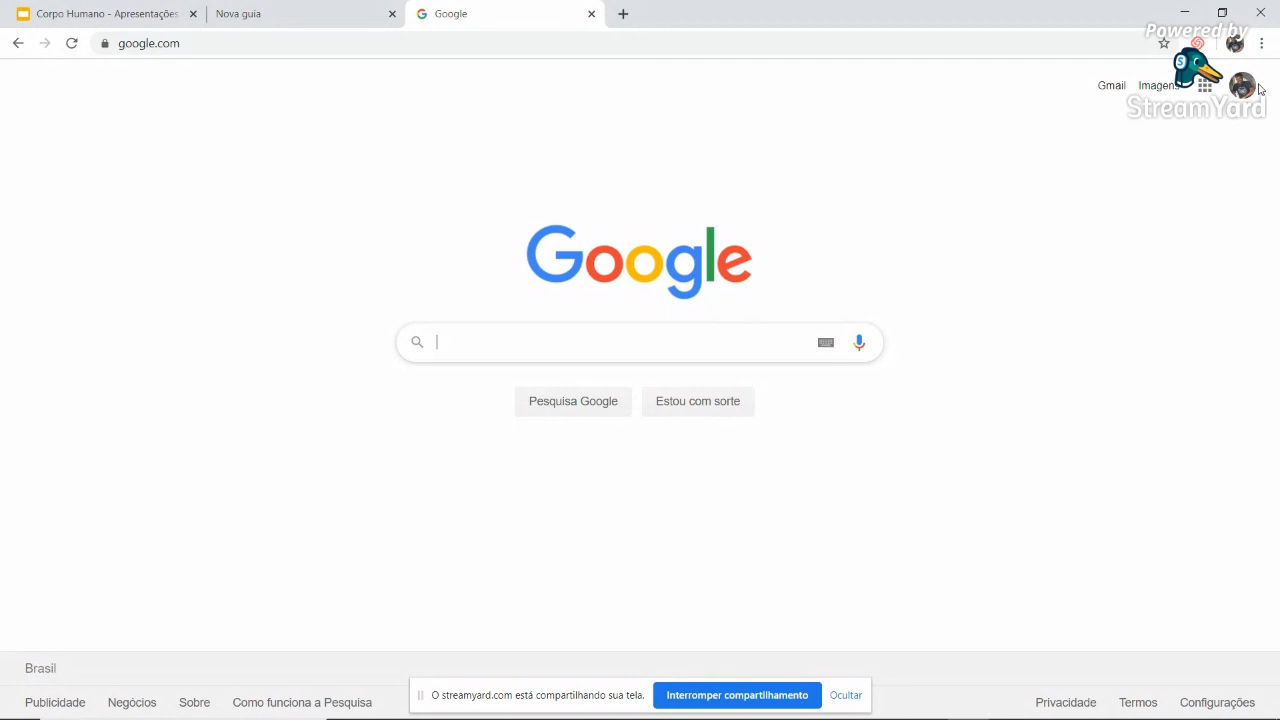 Corpo Humano - Apresentações
Nova guia
Google
google.com
Powered by
Gmail
Imagens
StreamYard
Google
Pesquisa Google
Estou com sorte
Brasil
Negócios
Sobre
Como funciona a Pesquisa
O streamyard.com está compartilhando sua tela.
Interromper compartilhamento
Ocultar
Privacidade
Termos
Configurações